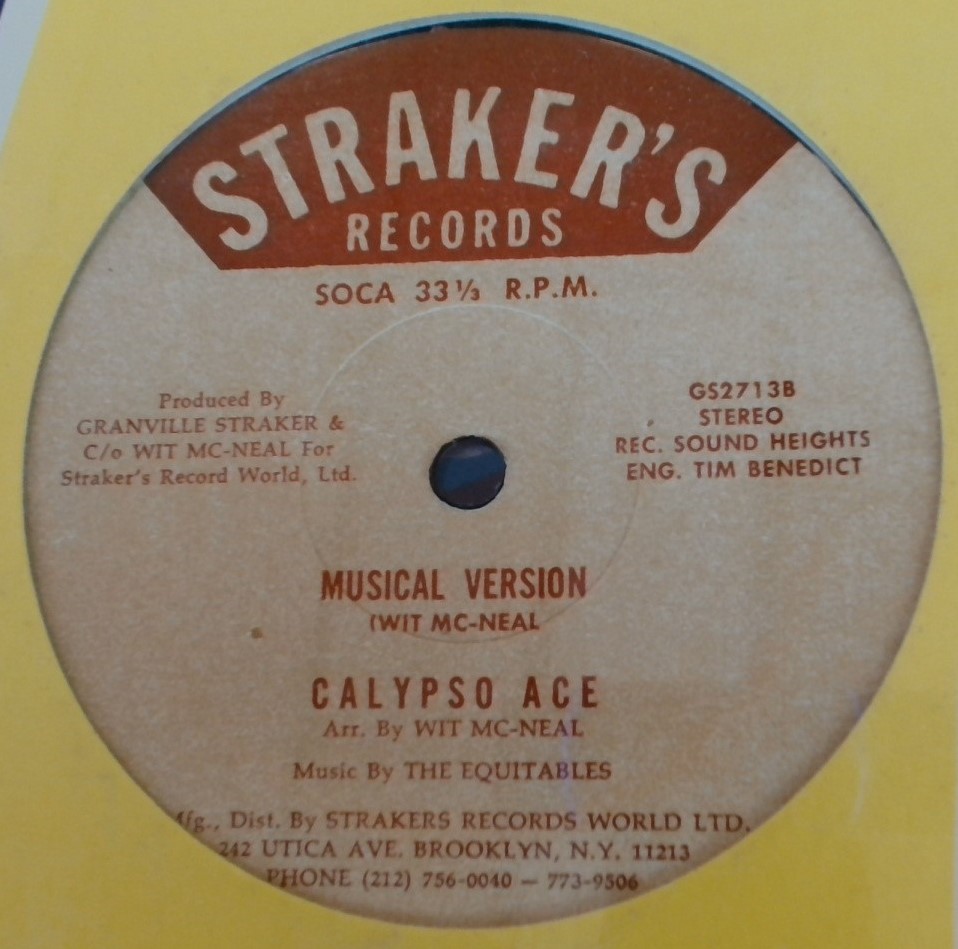 STRAKER'S
RECORDS
SOCA 33 ⅓ R.P.M.
Produced By
GRANVILLE STRAKER &
C/o WIT MC-NEAL For
Straker's Record World, Ltd.
GS2713B
STEREO
REC. SOUND HEIGHTS
ENG. TIM BENEDICT
MUSICAL VERSION
(WIT MC-NEAL
CALYPSO ACE
Arr. By WIT MC-NEAL
Music By THE EQUITABLES
Mfg., Dist. By STRAKERS RECORDS WORLD LTD.
242 UTICA AVE. BROOKLYN, N.Y. 11213
PHONE (212) 756-0040 — 773-9506